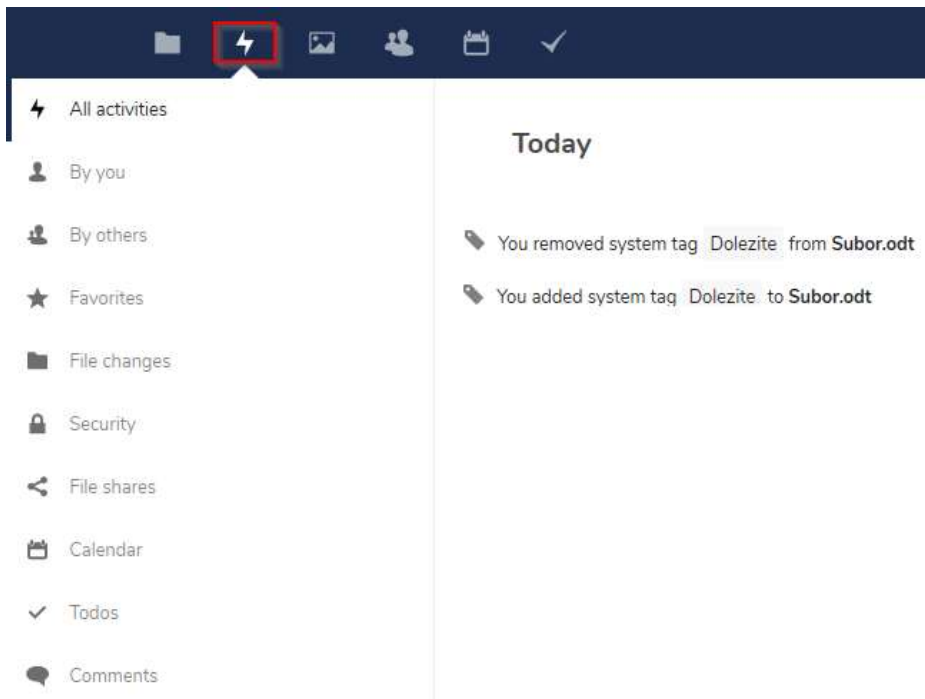 All activities
By you
By others
Favorites
File changes
Security
File shares
Calendar
Todos
Comments
Today
You removed system tag Dolezite from Subor.odt
You added system tag Dolezite to Subor.odt